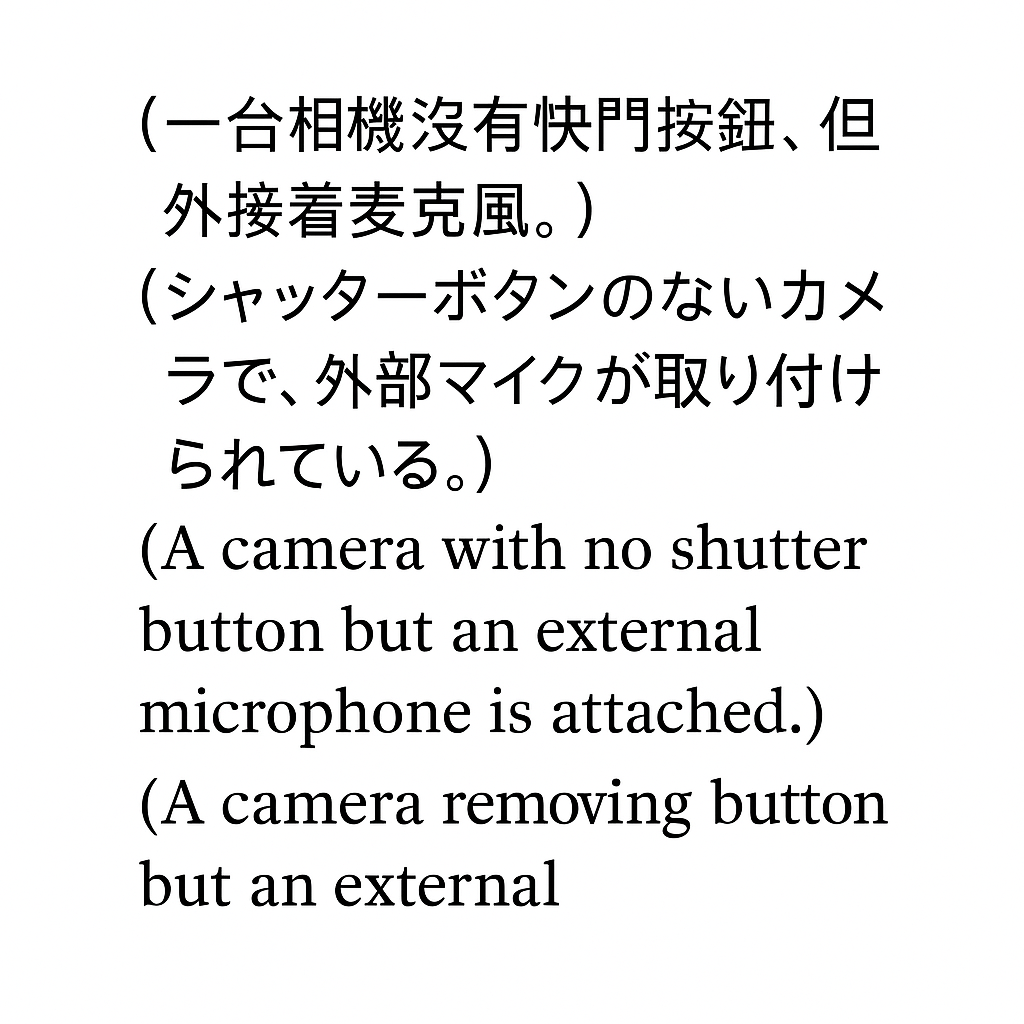 (一台相機沒有快門按鈕、但
外接着麦克風。)
(シャッターボタンのないカメ
ラで、外部マイクが取り付け
られている。)
(A camera with no shutter
button but an external
microphone is attached.)
(A camera removing button
but an external